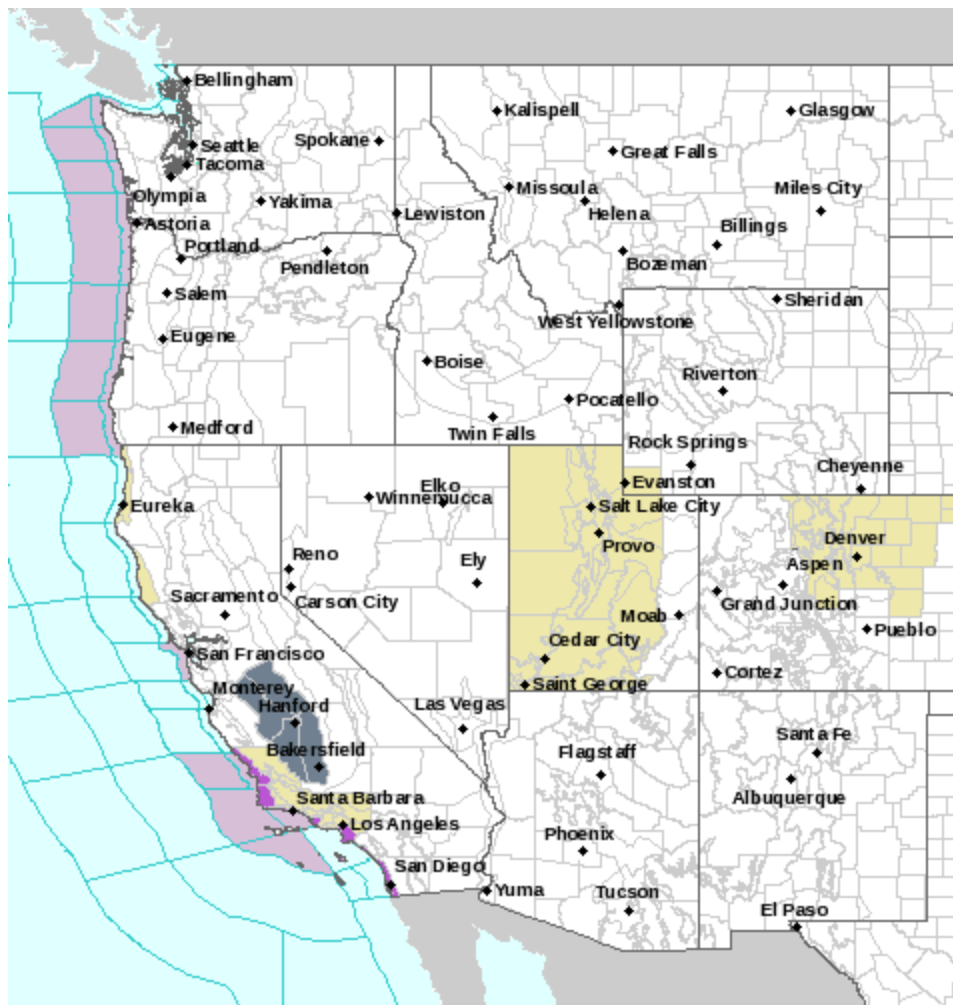 Bellingham
Kalispell
Glasgow
Seattle
Spokane
Great Falls
Tacoma
Missoula
Miles City
Olympia
Yakima
Lewiston
Helena
Astoria
Billings
Portland
Pendleton
Bozeman
Salem
Sheridan
West Yellowstone
Eugene
Boise
Riverton
Pocatello
Medford
Twin Falls
Rock Springs
Cheyenne
Elko
Evanston
Winnemucca
Eureka
Salt Lake City
Denver
Provo
Reno
Ely
Aspen
Sacramento
Carson City
Grand Junction
Moab
Pueblo
Cedar City
San Francisco
Cortez
Saint George
Monterey
Hanford
Las Vegas
Santa Fe
Bakersfield
Flagstaff
Albuquerque
Santa Barbara
Los Angeles
Phoenix
San Diego
Yuma
Tucson
El Paso